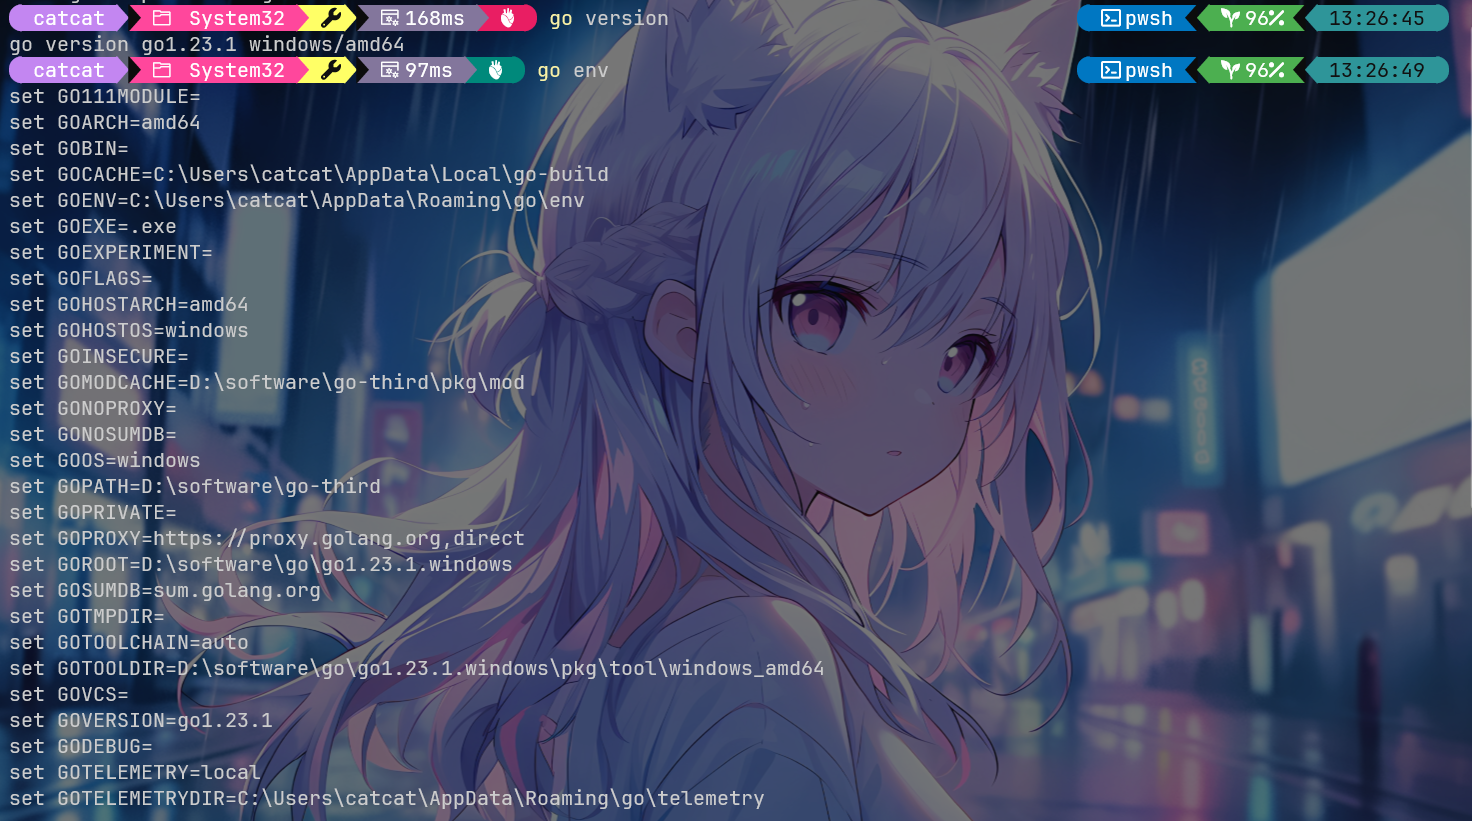 catcat System32 168ms go version pwsh 96% 13:26:45
go version go1.23.1 windows/amd64
catcat System32 97ms go env pwsh 96% 13:26:49
set GO111MODULE=
set GOARCH=amd64
set GOBIN=
set GOCACHE=C:\Users\catcat\AppData\Local\go-build
set GOENV=C:\Users\catcat\AppData\Roaming\go\env
set GOEXE=.exe
set GOEXPERIMENT=
set GOFLAGS=
set GOHOSTARCH=amd64
set GOHOSTOS=windows
set GOINSECURE=
set GOMODCACHE=D:\software\go-third\pkg\mod
set GONOPROXY=
set GONOSUMDB=
set GOOS=windows
set GOPATH=D:\software\go-third
set GOPRIVATE=
set GOPROXY=https://proxy.golang.org,direct
set GOROOT=D:\software\go\go1.23.1.windows
set GOSUMDB=sum.golang.org
set GOTMPDIR=
set GOTOOLCHAIN=auto
set GOTOOLDIR=D:\software\go\go1.23.1.windows\pkg\tool\windows_amd64
set GOVCS=
set GOVERSION=go1.23.1
set GODEBUG=
set GOTELEMETRY=local
set GOTELEMETRYDIR=C:\Users\catcat\AppData\Roaming\go\telemetry